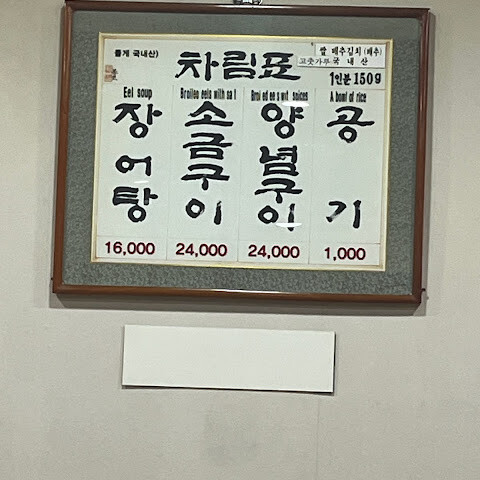 들게 국내산)
차림표
쌀 배추김치(배추)
고춧가루 국내산
1인분 150g
Eel soup
장어탕
16,000
Broiled eels with salt
소금구이
24,000
Broiled eels wit. spices
양념구이
24,000
A bowl of rice
공기
1,000